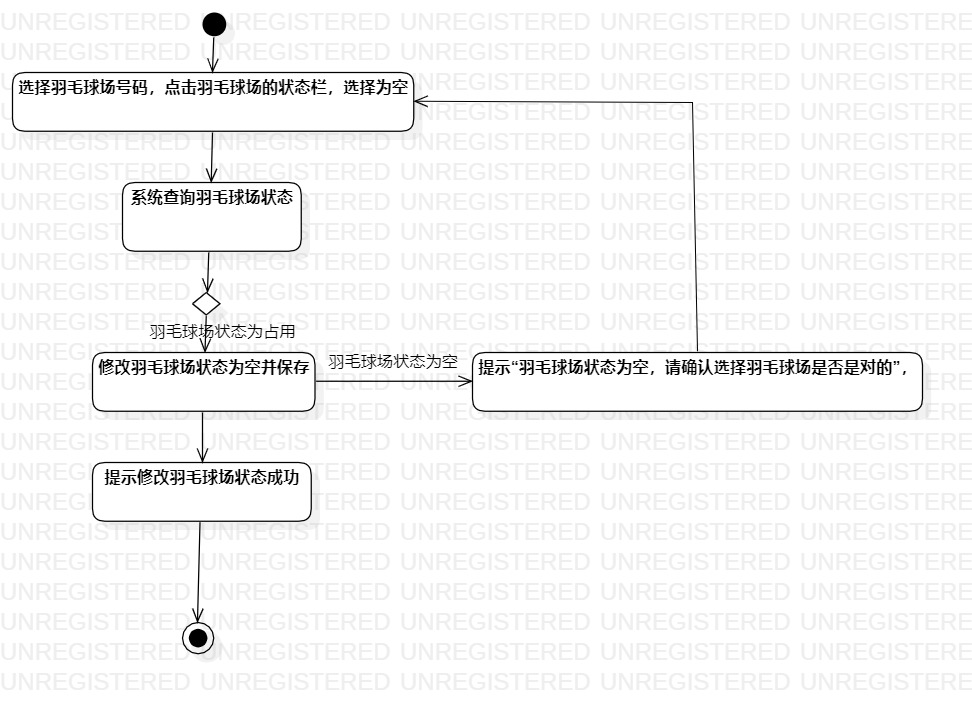 选择羽毛球场号码，点击羽毛球场的状态栏，选择为空
系统查询羽毛球场状态
羽毛球场状态为占用
修改羽毛球场状态为空并保存
羽毛球场状态为空
提示“羽毛球场状态为空，请确认选择羽毛球场是否是对的”，
提示修改羽毛球场状态成功
UNREGISTERED